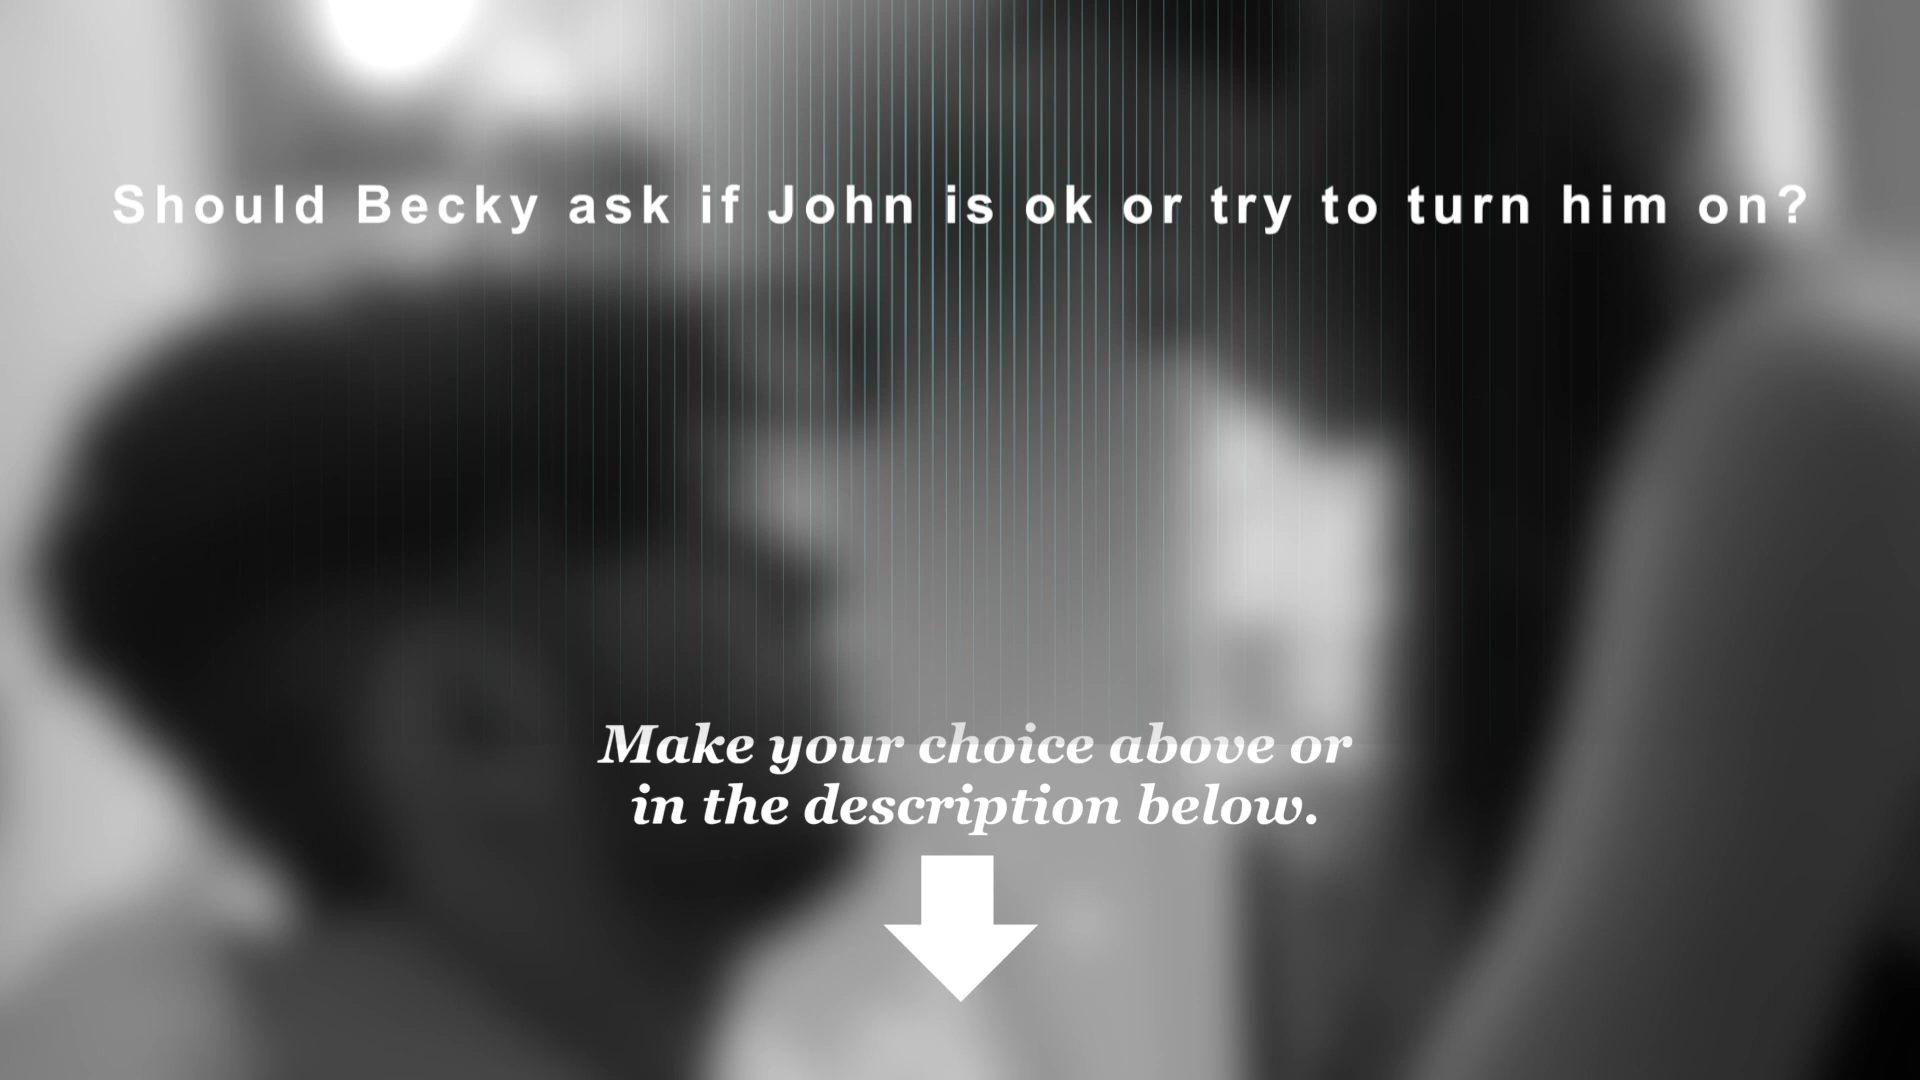 Should Becky ask if John is ok or try to turn him on?
Make your choice above or
in the description below.